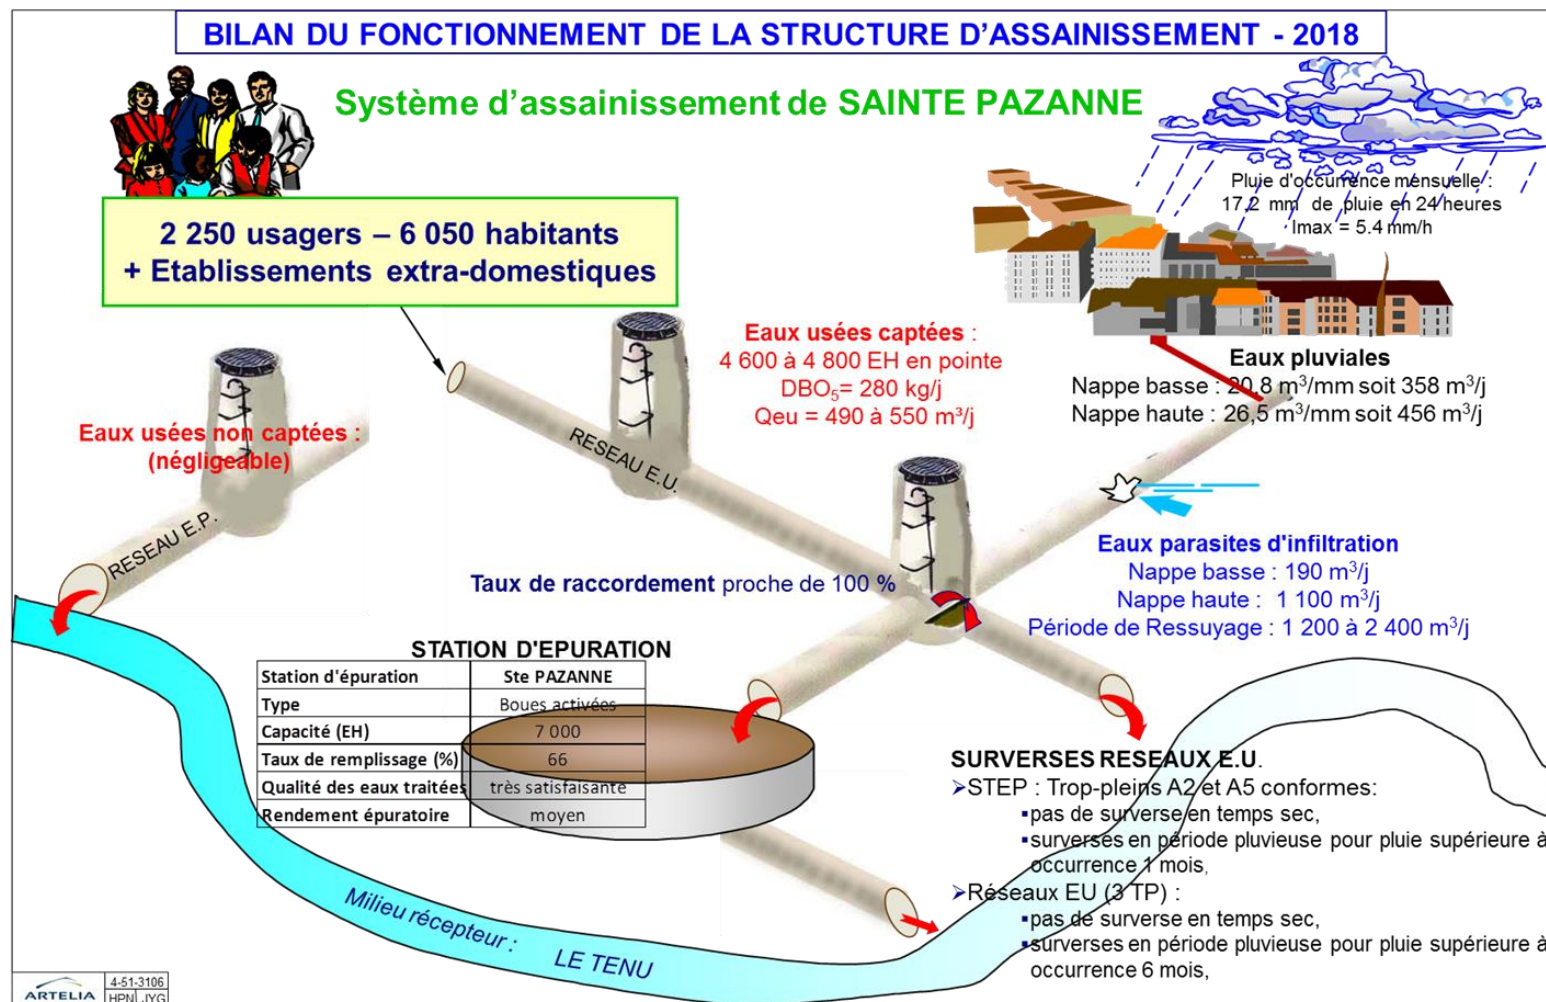 BILAN DU FONCTIONNEMENT DE LA STRUCTURE D'ASSAINISSEMENT - 2018
Système d'assainissement de SAINTE PAZANNE
Pluie d'occurrence mensuelle :
17,2 mm de pluie en 24 heures
Imax = 5.4 mm/h
2 250 usagers – 6 050 habitants
+ Etablissements extra-domestiques
Eaux usées captées :
4 600 à 4 800 EH en pointe
DBO₅= 280 kg/j
Qeu = 490 à 550 m³/j
Eaux pluviales
Nappe basse : 20,8 m³/mm soit 358 m³/j
Nappe haute : 26,5 m³/mm soit 456 m³/j
Eaux usées non captées :
(négligeable)
RESEAU E.U.
RESEAU E.P.
Eaux parasites d'infiltration
Nappe basse : 190 m³/j
Nappe haute : 1 100 m³/j
Période de Ressuyage : 1 200 à 2 400 m³/j
Taux de raccordement proche de 100 %
STATION D'EPURATION
Station d'épuration Ste PAZANNE
Type Boues activées
Capacité (EH) 7 000
Taux de remplissage (%) 66
Qualité des eaux traitées très satisfaisante
Rendement épuratoire moyen
SURVERSES RESEAUX E.U.
➢STEP : Trop-pleins A2 et A5 conformes:
▪pas de surverse en temps sec,
▪surverses en période pluvieuse pour pluie supérieure à
occurrence 1 mois,
➢Réseaux EU (3 TP) :
▪pas de surverse en temps sec,
▪surverses en période pluvieuse pour pluie supérieure à
occurrence 6 mois,
Milieu récepteur :
LE TENU
ARTELIA
4-51-3106
HPN JYG